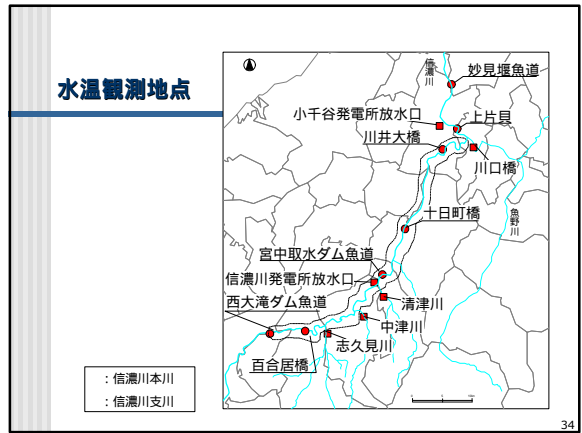 水温観測地点
信濃川
妙見堰魚道
小千谷発電所放水口
上片貝
川井大橋
川口橋
十日町橋
魚野川
宮中取水ダム魚道
信濃川発電所放水口
西大滝ダム魚道
清津川
中津川
志久見川
百合居橋
：信濃川本川
：信濃川支川
34